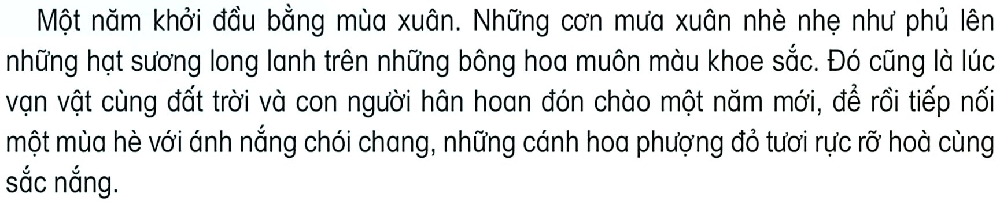 Một năm khởi đầu bằng mùa xuân. Những cơn mưa xuân nhè nhẹ như phủ lên
những hạt sương long lanh trên những bông hoa muôn màu khoe sắc. Đó cũng là lúc
vạn vật cùng đất trời và con người hân hoan đón chào một năm mới, để rồi tiếp nối
một mùa hè với ánh nắng chói chang, những cánh hoa phượng đỏ tươi rực rỡ hoà cùng
sắc nắng.